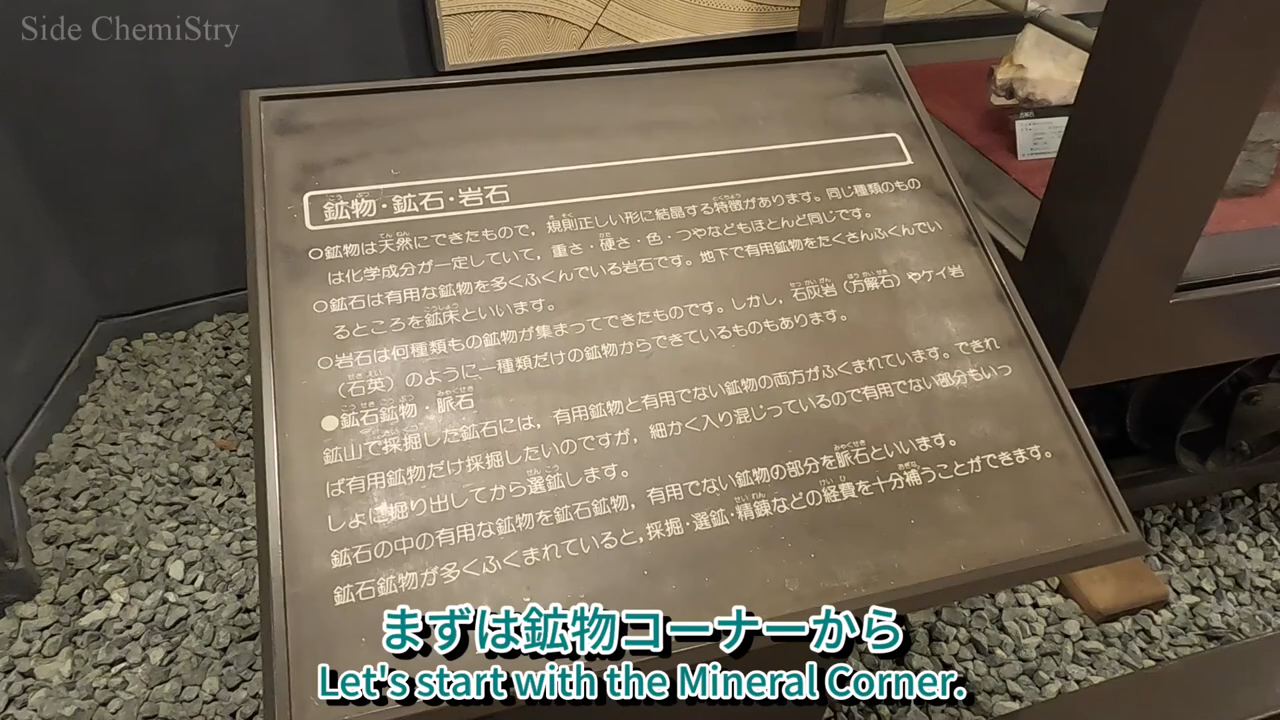 Side ChemiStry
鉱物・鉱石・岩石
○鉱物は天然にできたもので，規則正しい形に結晶する特徴があります。同じ種類のもの
は化学成分が一定していて，重さ・硬さ・色・つやなどもほとんど同じです。
○鉱石は有用な鉱物を多くふくんでいる岩石です。地下で有用鉱物をたくさんふくんでい
るところを鉱床といいます。
○岩石は何種類もの鉱物が集まってできたものです。しかし，石灰岩（方解石）やケイ岩
（石英）のように一種類だけの鉱物からできているものもあります。
●鉱石鉱物・脈石
鉱山で採掘した鉱石には，有用鉱物と有用でない鉱物の両方がふくまれています。できれ
ば有用鉱物だけ採掘したいのですが，細かく入り混じっているので有用でない部分もいっ
しょに掘り出してから選鉱します。
鉱石の中の有用な鉱物を鉱石鉱物，有用でない鉱物の部分を脈石といいます。
鉱石鉱物が多くふくまれていると，採掘・選鉱・精錬などの経費を十分補うことができます。
まずは鉱物コーナーから
Let's start with the Mineral Corner.